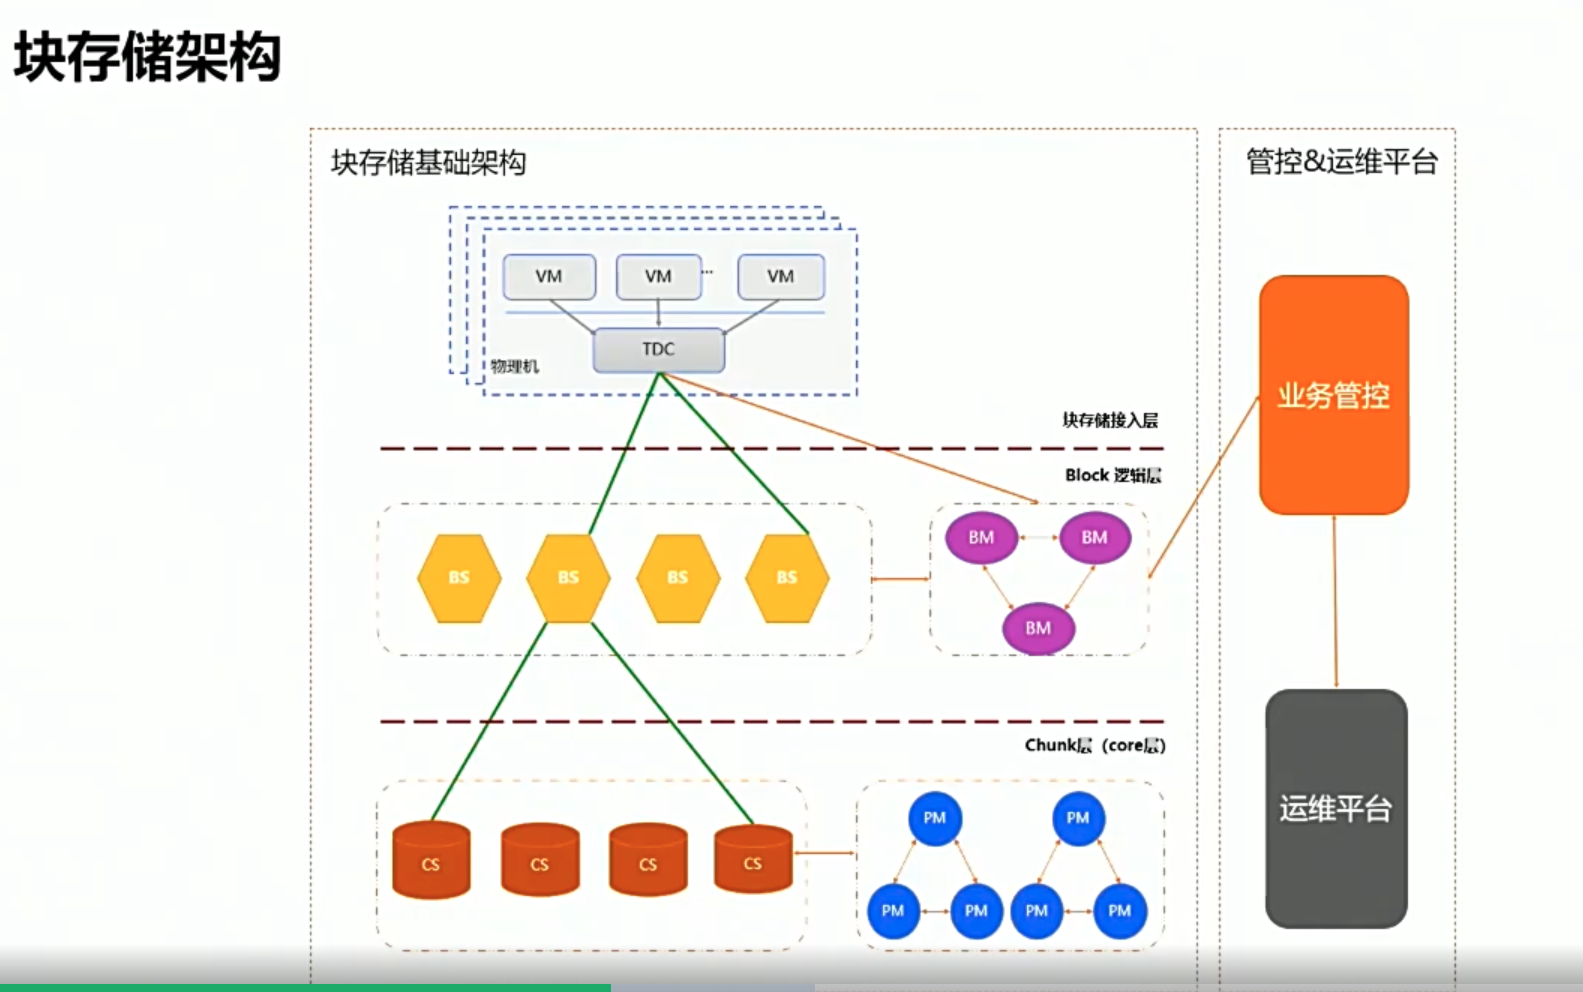 块存储架构
块存储基础架构
管控&运维平台
VM
VM
...
VM
TDC
物理机
块存储接入层
业务管控
Block 逻辑层
BS
BS
BS
BS
BM
BM
BM
Chunk层（core层）
运维平台
CS
CS
CS
CS
PM
PM
PM
PM
PM
PM